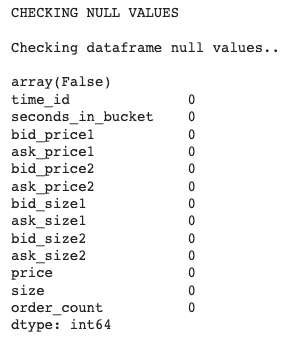 CHECKING NULL VALUES
Checking dataframe null values..
array(False)
time_id 0
seconds_in_bucket 0
bid_price1 0
ask_price1 0
bid_price2 0
ask_price2 0
bid_size1 0
ask_size1 0
bid_size2 0
ask_size2 0
price 0
size 0
order_count 0
dtype: int64